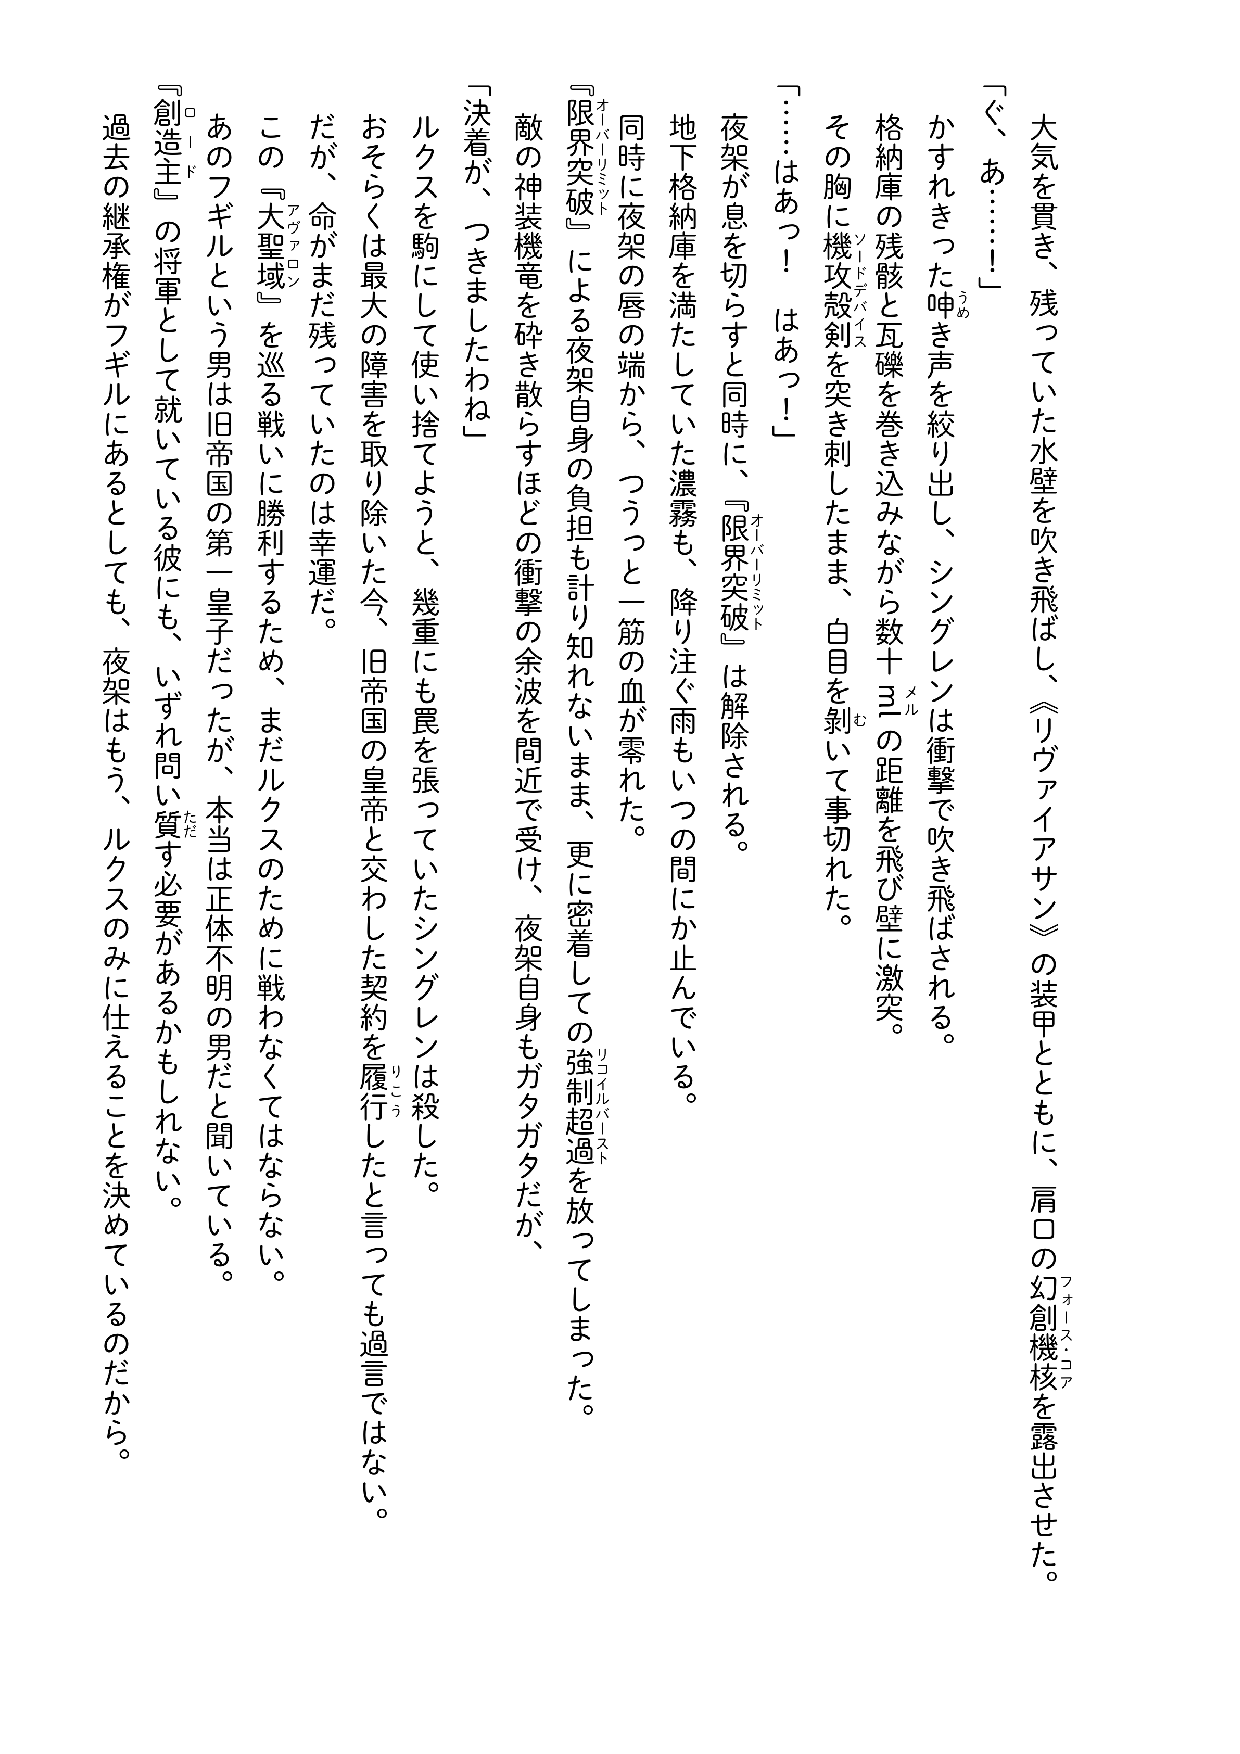 大気を貫き、残っていた水壁を吹き飛ばし、《リヴァイアサン》の装甲とともに、肩口の幻創機核を露出させた。
フォース・コア
「ぐ、あ……！」
かすれきった呻き声を絞り出し、シングレンは衝撃で吹き飛ばされる。
うめ
格納庫の残骸と瓦礫を巻き込みながら数十ヨーの距離を飛び壁に激突。
メル
その胸に機攻殻剣を突き刺したまま、白目を剝いて事切れた。
ソードデバイス
む
「……はあっ！　はあっ！」
夜架が息を切らすと同時に、『限界突破』は解除される。
オーバーリミット
地下格納庫を満たしていた濃霧も、降り注ぐ雨もいつの間にか止んでいる。
同時に夜架の唇の端から、つうっと一筋の血が零れた。
『限界突破』による夜架自身の負担も計り知れないまま、更に密着しての強制超過を放ってしまった。
オーバーリミット
リコイルバースト
敵の神装機竜を砕き散らすほどの衝撃の余波を間近で受け、夜架自身もガタガタだが、
「決着が、つきましたわね」
ルクスを駒にして使い捨てようと、幾重にも罠を張っていたシングレンは殺した。
おそらくは最大の障害を取り除いた今、旧帝国の皇帝と交わした契約を履行したと言っても過言ではない。
りこう
だが、命がまだ残っていたのは幸運だ。
この『大聖域』を巡る戦いに勝利するため、まだルクスのために戦わなくてはならない。
アヴァロン
あのフギルという男は旧帝国の第一皇子だったが、本当は正体不明の男だと聞いている。
『創造主』の将軍として就いている彼にも、いずれ問い質す必要があるかもしれない。
ロード
ただ
過去の継承権がフギルにあるとしても、夜架はもう、ルクスのみに仕えることを決めているのだから。